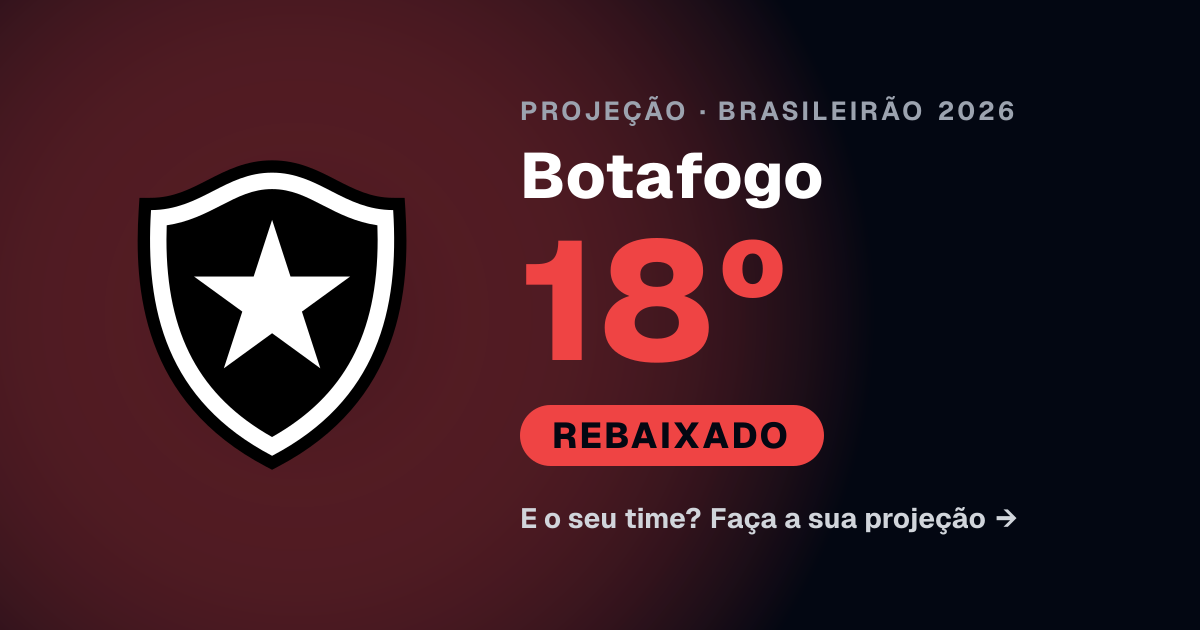 PROJEÇÃO · BRASILEIRÃO 2026
Botafogo
18º
REBAIXADO
E o seu time? Faça a sua projeção →